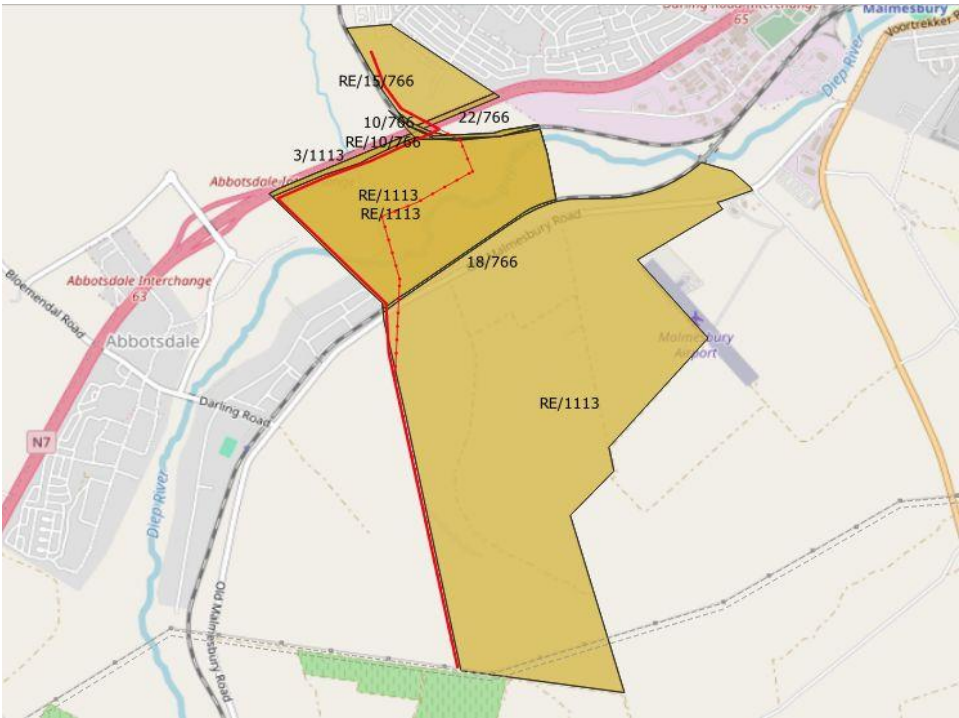 Malmesbury
Darling Road Interchange
65
Voortrekker R
Diep River
RE/15/766
10/766
22/766
RE/10/766
3/1113
Abbotsdale Interchange
RE/1113
RE/1113
Malmesbury Road
18/766
Abbotsdale Interchange
63
Bloemendal Road
Abbotsdale
Malmesbury
Airport
Darling Road
RE/1113
N7
Diep River
Old Malmesbury Road